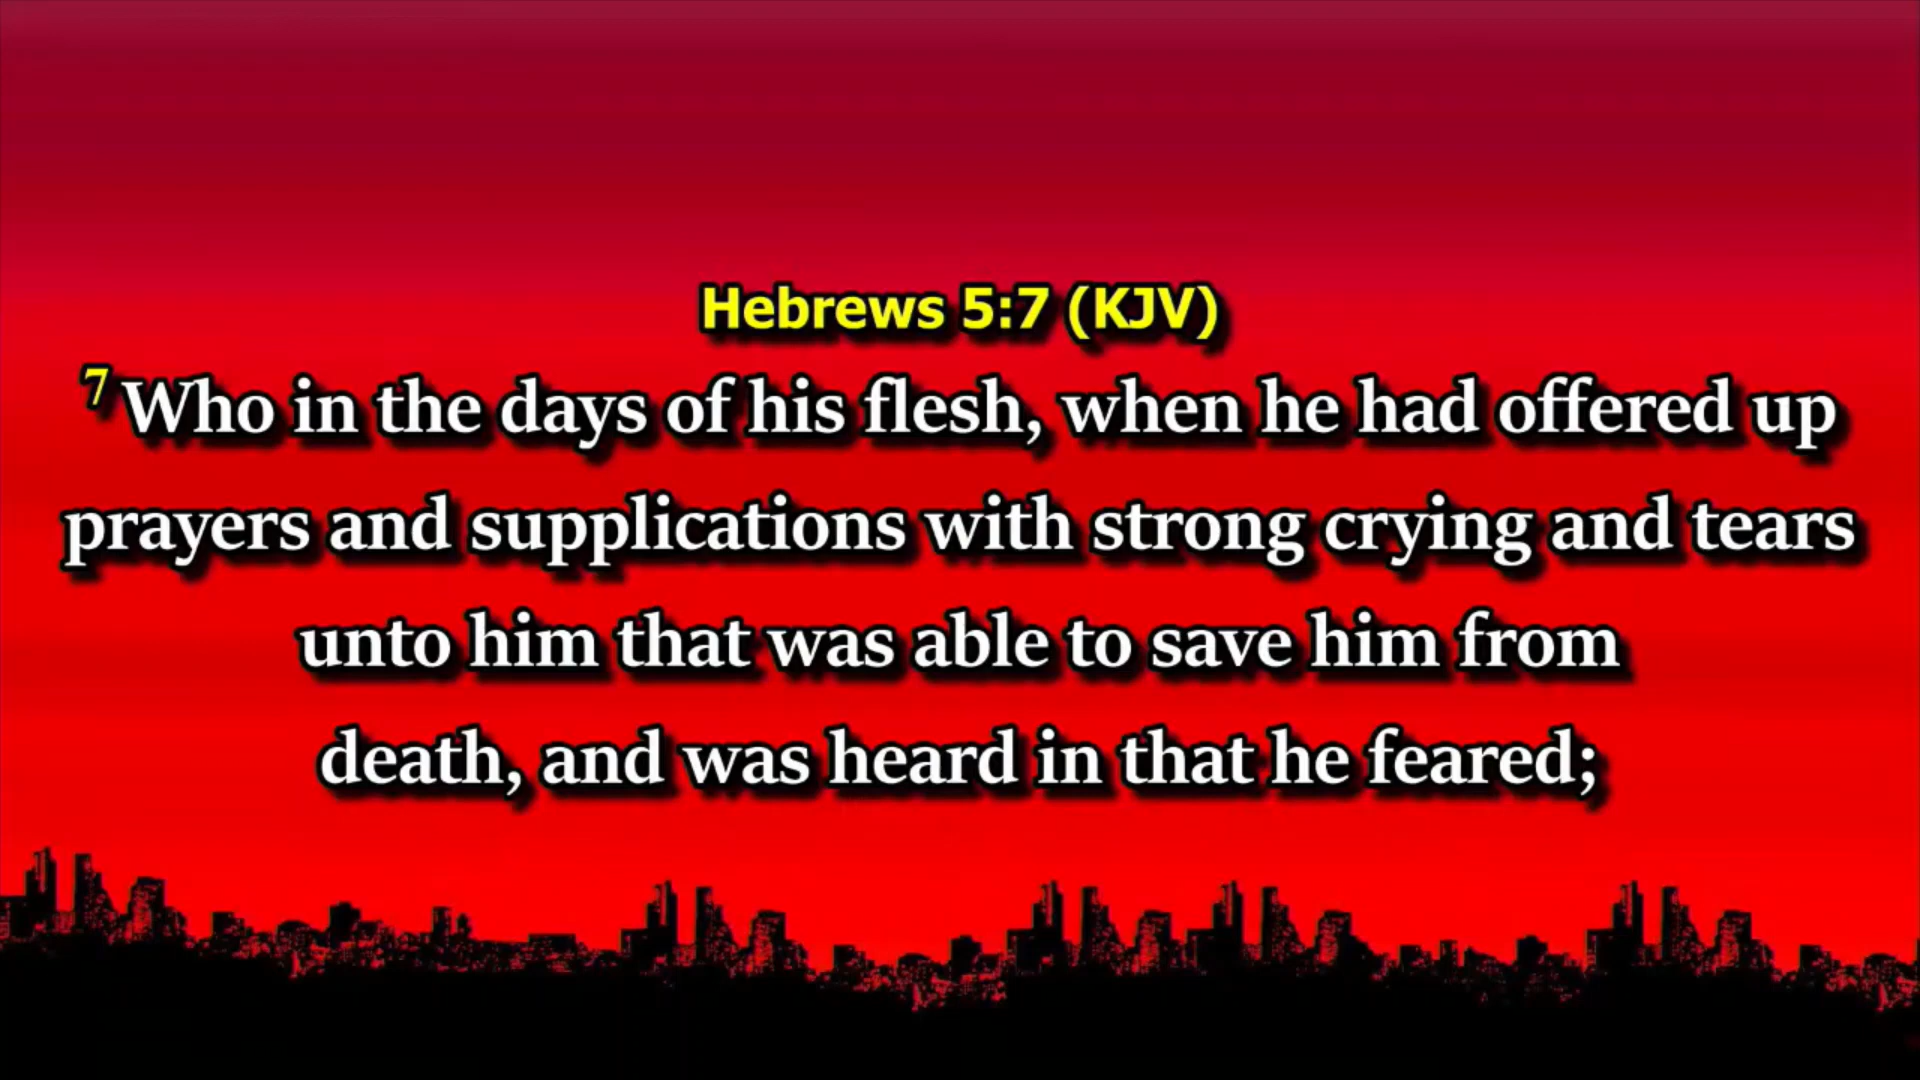 Hebrews 5:7 (KJV)
7 Who in the days of his flesh, when he had offered up
prayers and supplications with strong crying and tears
unto him that was able to save him from
death, and was heard in that he feared;